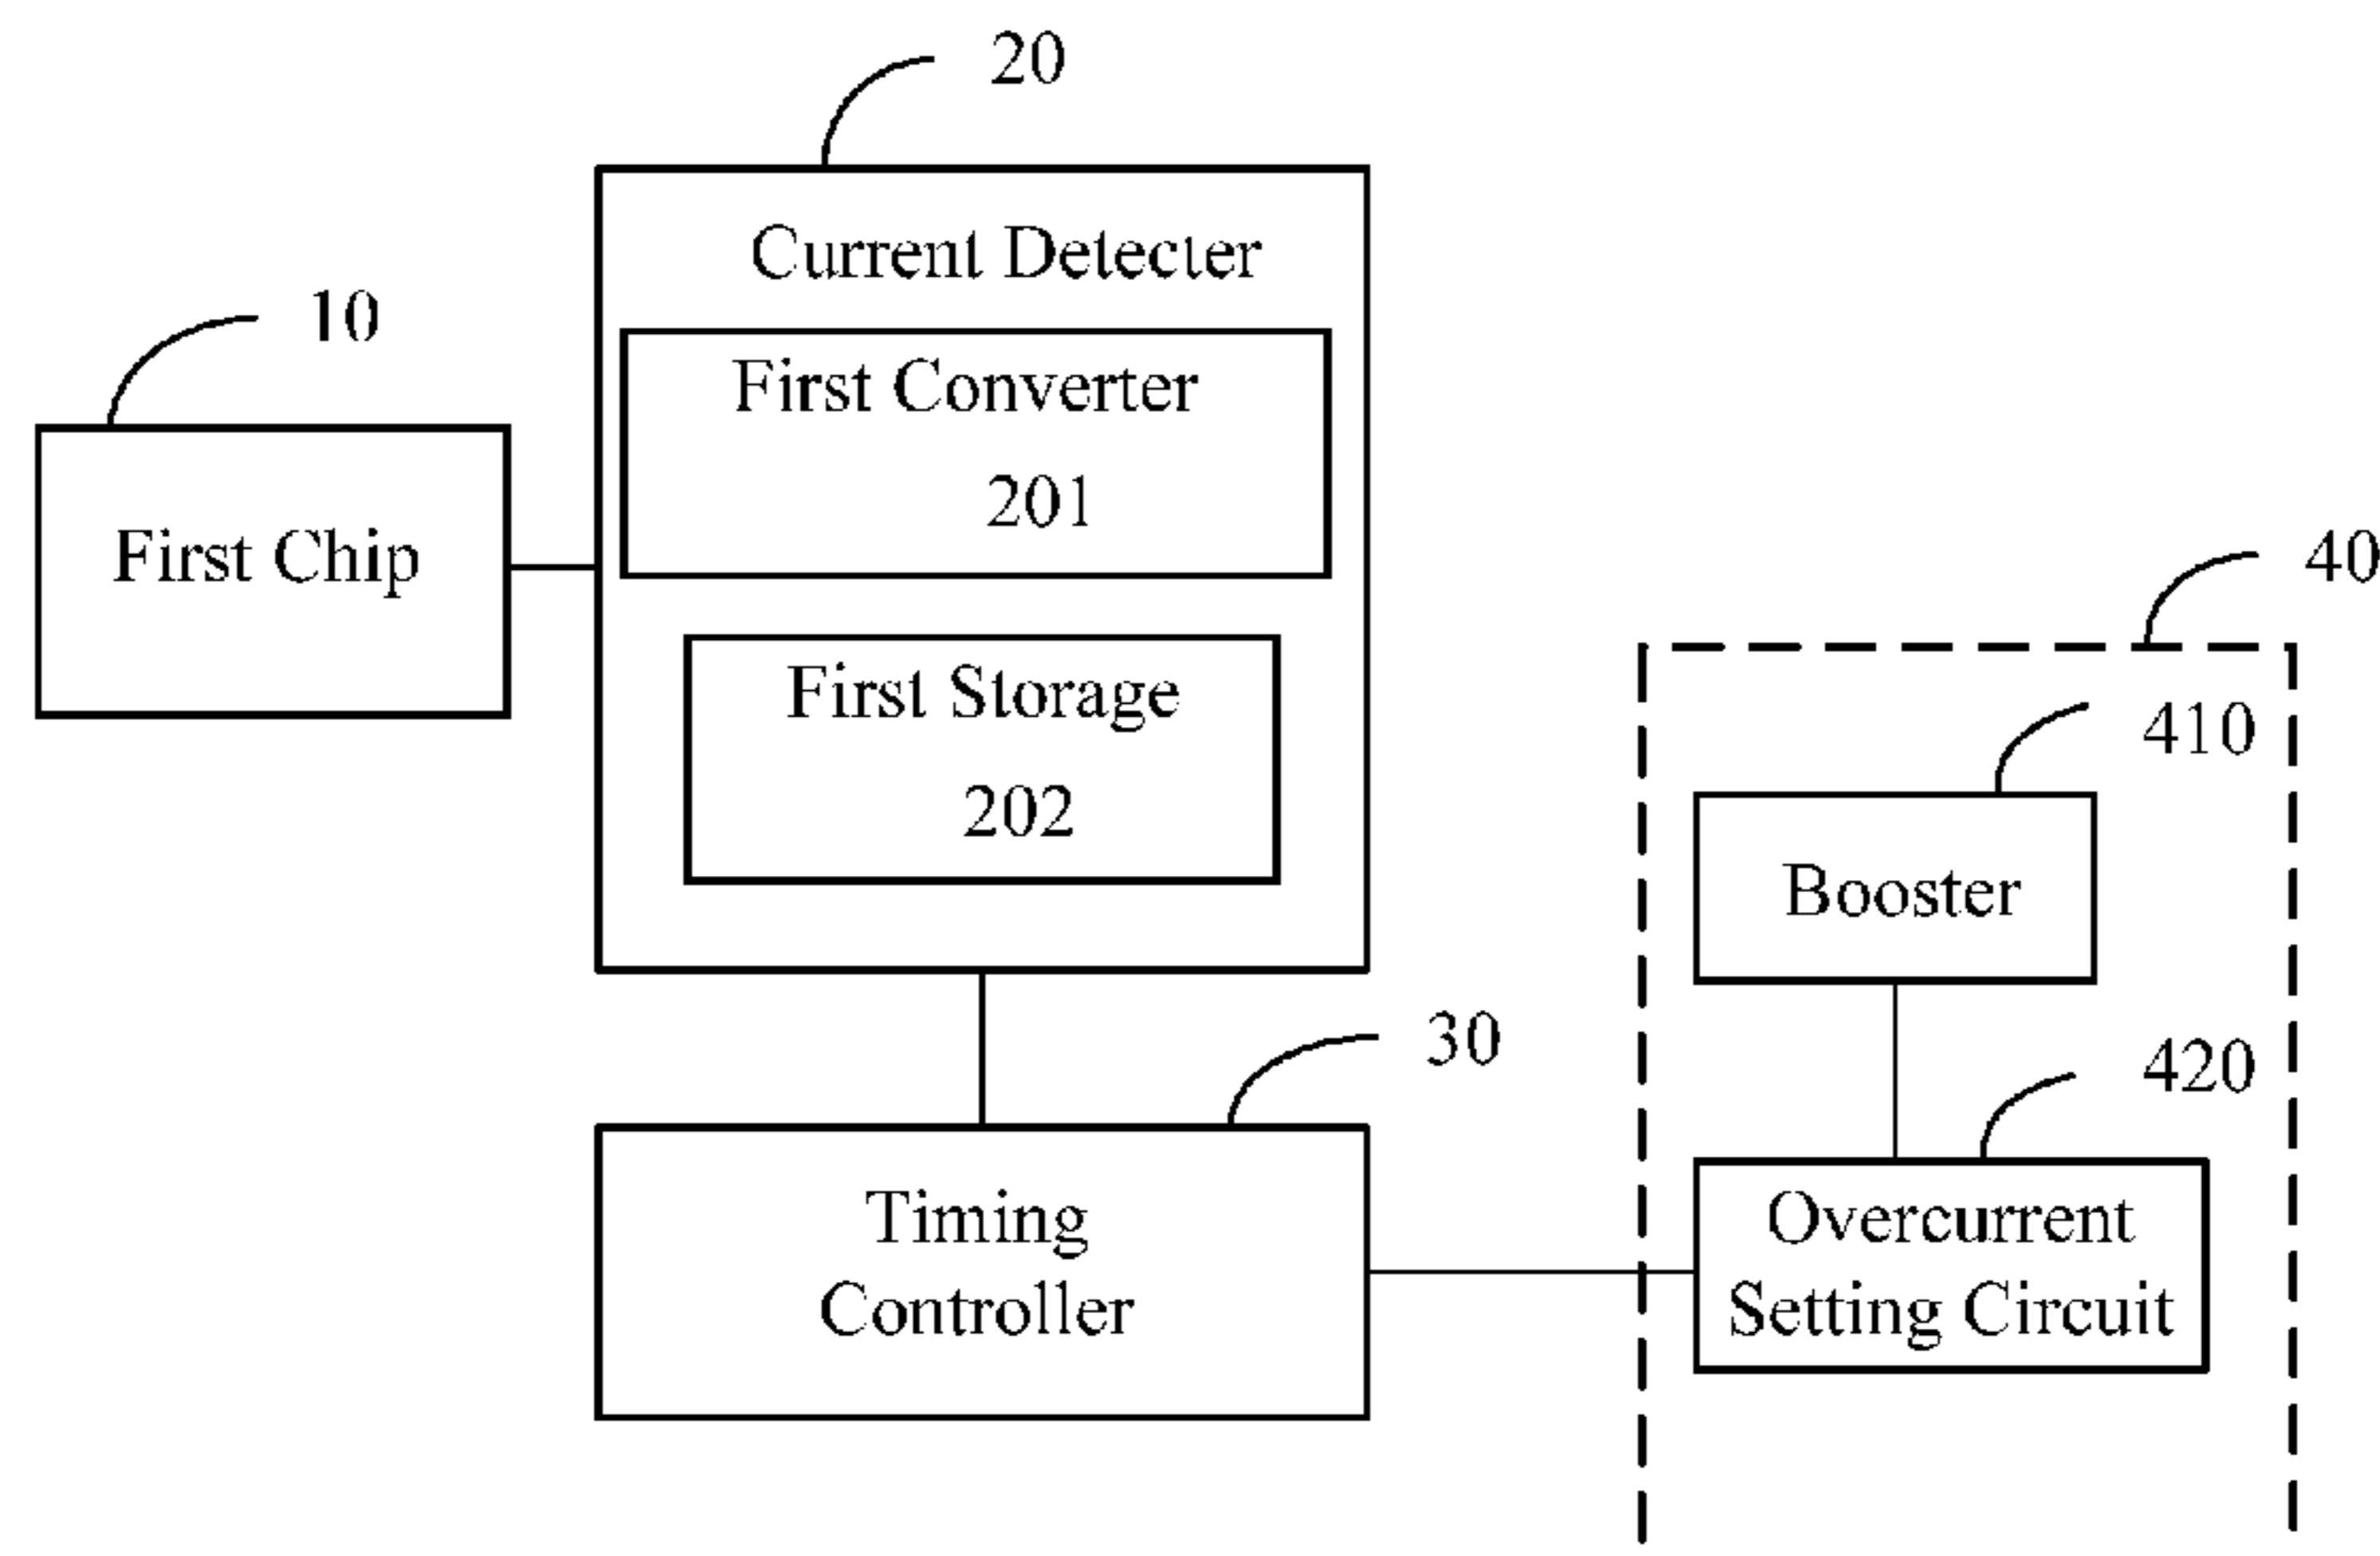 20
Current Detecter
10
First Converter
201
First Chip
40
First Storage
202
410
Booster
30
420
Timing
Controller
Overcurrent
Setting Circuit